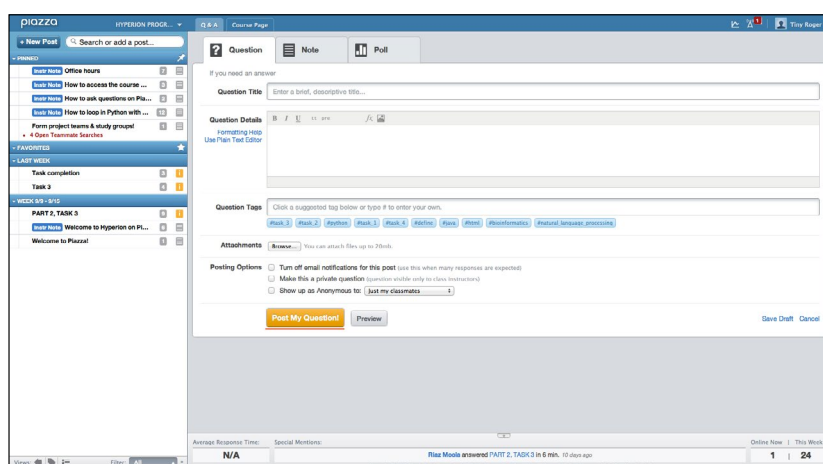 piazza HYPERION PROGR... Q & A Course Page 1 Tiny Roger
+ New Post Search or add a post...
PINNED
Instr Note Office hours
Instr Note How to access the course ...
Instr Note How to ask questions on Pia...
Instr Note How to loop in Python with ... 12
Form project teams & study groups! 1
4 Open Teammate Searches
FAVORITES
LAST WEEK
Task completion
Task 3
WEEK 9/9 - 9/15
PART 2, TASK 3
Instr Note Welcome to Hyperion on Pi...
Welcome to Piazza! 1
Views: Filter:
Question Note Poll
If you need an answer
Question Title Enter a brief, descriptive title...
Question Details B I U fx
Formatting Help
Use Plain Text Editor
Question Tags Click a suggested tag below or type # to enter your own.
#task_3 #task_2 #python #task_1 #task_4 #define #java #html #bioinformatics #natural_language_processing
Attachments Browse... You can attach files up to 20mb.
Posting Options Turn off email notifications for this post (use this when many responses are expected)
Make this a private question (question visible only to class instructors)
Show up as Anonymous to: Just my classmates
Post My Question! Preview Save Draft Cancel
Average Response Time: Special Mentions: Online Now | This Week
N/A Riaz Moola answered PART 2, TASK 3 in 6 min. 10 days ago 1 | 24